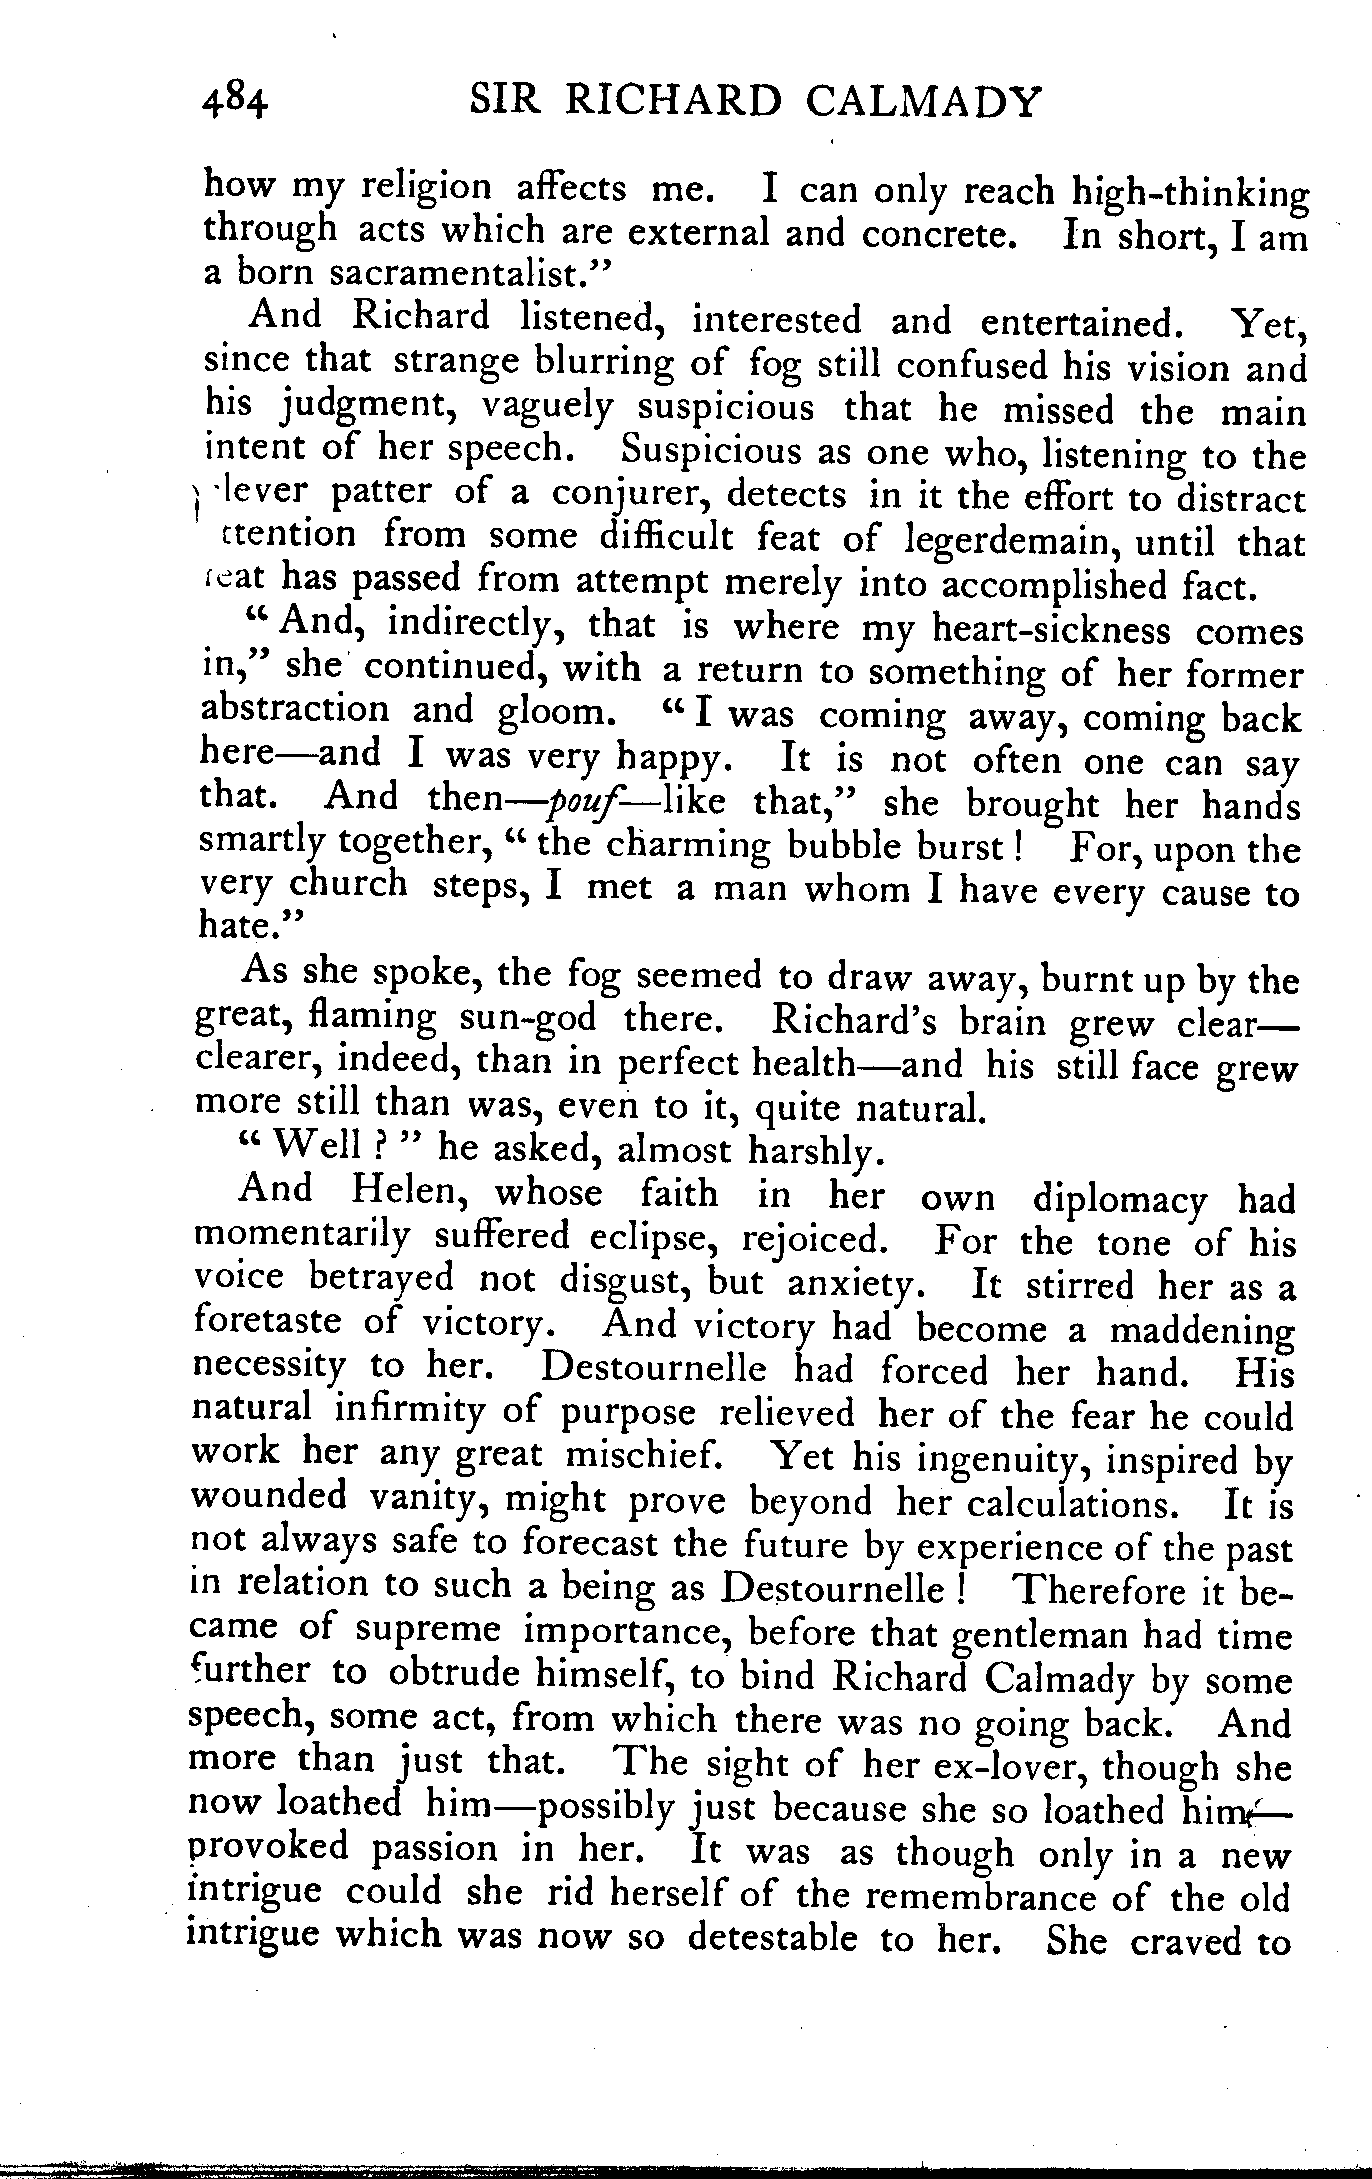 484 SIR RICHARD CALMADY
how my religion affects me. I can only reach high-thinking
through acts which are external and concrete. In short, I am
a born sacramentalist.”
And Richard listened, interested and entertained. Yet,
since that strange blurring of fog still confused his vision and
his judgment, vaguely suspicious that he missed the main
intent of her speech. Suspicious as one who, listening to the
lever patter of a conjurer, detects in it the effort to distract
ttention from some difficult feat of legerdemain, until that
feat has passed from attempt merely into accomplished fact.
“ And, indirectly, that is where my heart-sickness comes
in,” she continued, with a return to something of her former
abstraction and gloom. “ I was coming away, coming back
here—and I was very happy. It is not often one can say
that. And then—pouf—like that,” she brought her hands
smartly together, “ the charming bubble burst ! For, upon the
very church steps, I met a man whom I have every cause to
hate.”
As she spoke, the fog seemed to draw away, burnt up by the
great, flaming sun-god there. Richard’s brain grew clear—
clearer, indeed, than in perfect health—and his still face grew
more still than was, even to it, quite natural.
“ Well ? ” he asked, almost harshly.
And Helen, whose faith in her own diplomacy had
momentarily suffered eclipse, rejoiced. For the tone of his
voice betrayed not disgust, but anxiety. It stirred her as a
foretaste of victory. And victory had become a maddening
necessity to her. Destournelle had forced her hand. His
natural infirmity of purpose relieved her of the fear he could
work her any great mischief. Yet his ingenuity, inspired by
wounded vanity, might prove beyond her calculations. It is
not always safe to forecast the future by experience of the past
in relation to such a being as Destournelle ! Therefore it be-
came of supreme importance, before that gentleman had time
further to obtrude himself, to bind Richard Calmady by some
speech, some act, from which there was no going back. And
more than just that. The sight of her ex-lover, though she
now loathed him—possibly just because she so loathed him—
provoked passion in her. It was as though only in a new
intrigue could she rid herself of the remembrance of the old
intrigue which was now so detestable to her. She craved to